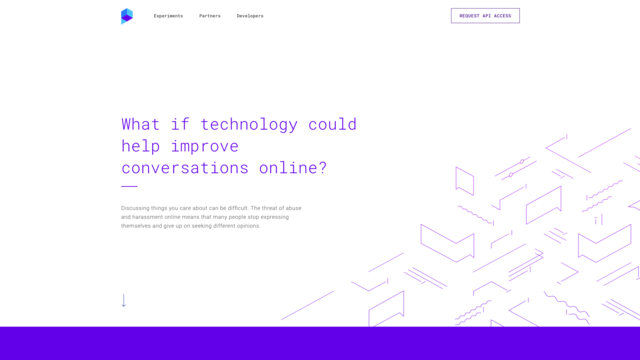 Experiments
Partners
Developers
REQUEST API ACCESS
What if technology could
help improve
conversations online?
Discussing things you care about can be difficult. The threat of abuse
and harassment online means that many people stop expressing
themselves and give up on seeking different opinions.